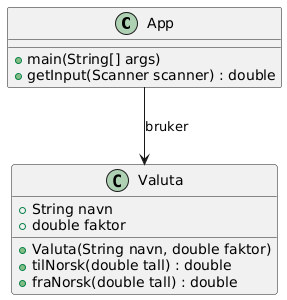 C App
main(String[] args)
getInput(Scanner scanner) : double
bruker
C Valuta
String navn
double faktor
Valuta(String navn, double faktor)
tilNorsk(double tall) : double
fraNorsk(double tall) : double